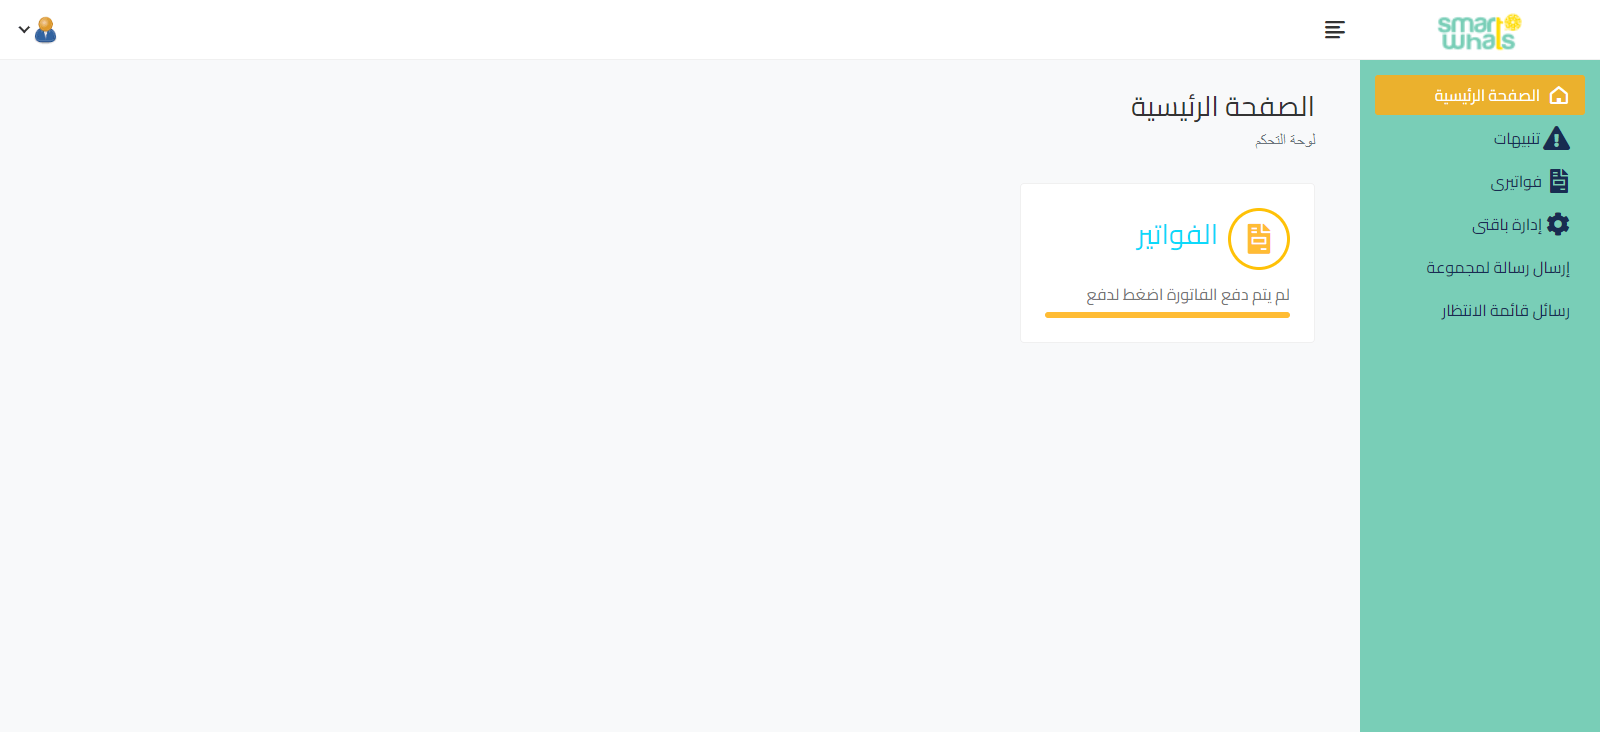 smart
whats
الصفحة الرئيسية
تنبيهات
فواتيرى
إدارة باقتى
إرسال رسالة لمجموعة
رسائل قائمة الانتظار
الصفحة الرئيسية
لوحة التحكم
الفواتير
لم يتم دفع الفاتورة اضغط لدفع